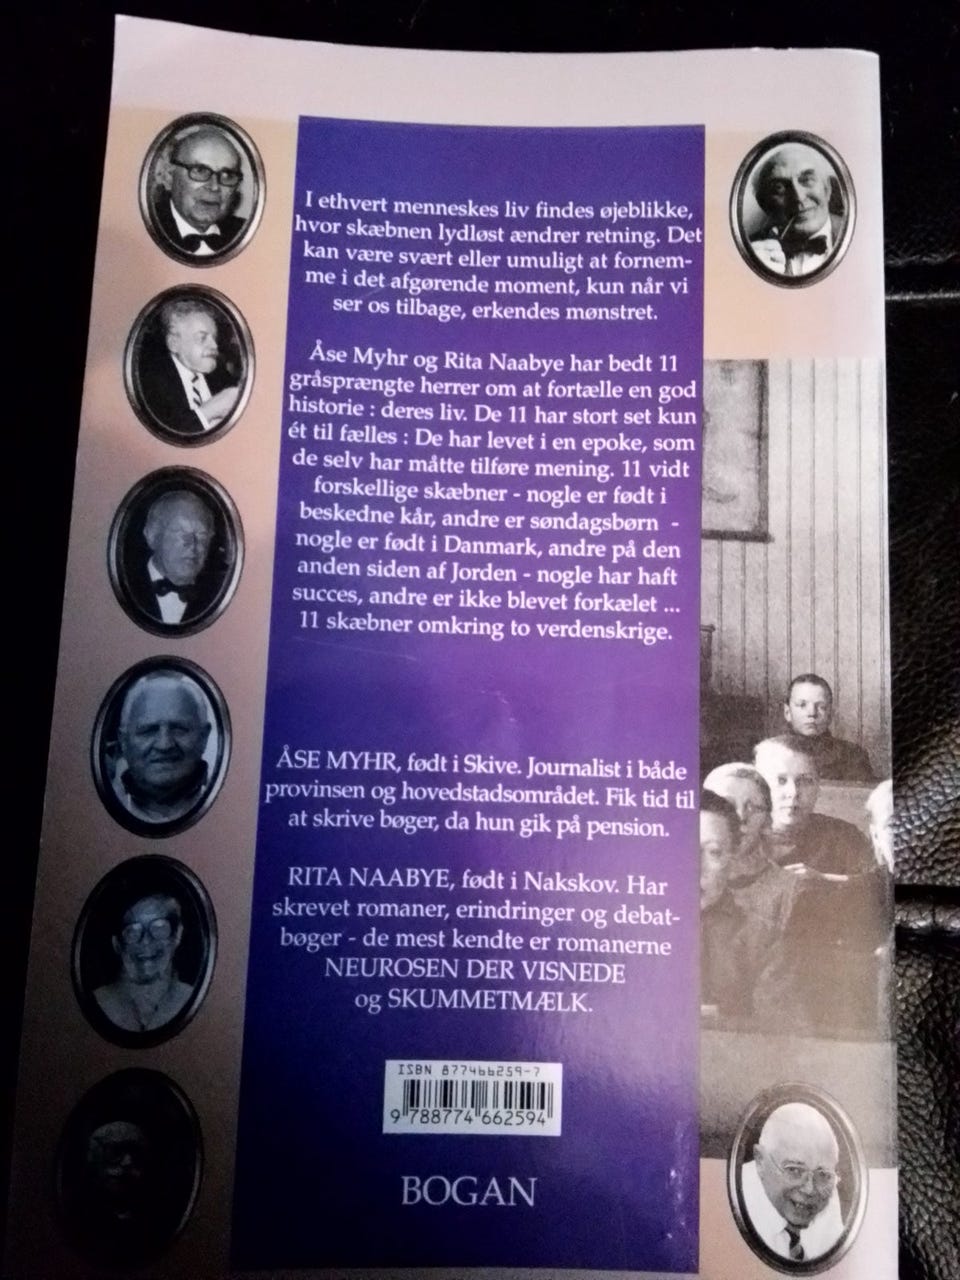 I ethvert menneskes liv findes øjeblikke,
hvor skæbnen lydløst ændrer retning. Det
kan være svært eller umuligt at fornem-
me i det afgørende moment, kun når vi
ser os tilbage, erkendes mønstret.
Åse Myhr og Rita Naabye har bedt 11
gråsprængte herrer om at fortælle en god
historie : deres liv. De 11 har stort set kun
ét til fælles : De har levet i en epoke, som
de selv har måtte tilføre mening. 11 vidt
forskellige skæbner - nogle er født i
beskedne kår, andre er søndagsbørn -
nogle er født i Danmark, andre på den
anden siden af Jorden - nogle har haft
succes, andre er ikke blevet forkælet ...
11 skæbner omkring to verdenskrige.
ÅSE MYHR, født i Skive. Journalist i både
provinsen og hovedstadsområdet. Fik tid til
at skrive bøger, da hun gik på pension.
RITA NAABYE, født i Nakskov. Har
skrevet romaner, erindringer og debat-
bøger - de mest kendte er romanerne
NEUROSEN DER VISNEDE
og SKUMMETMÆLK.
ISBN 877466259-7
9 788774 662594
BOGAN